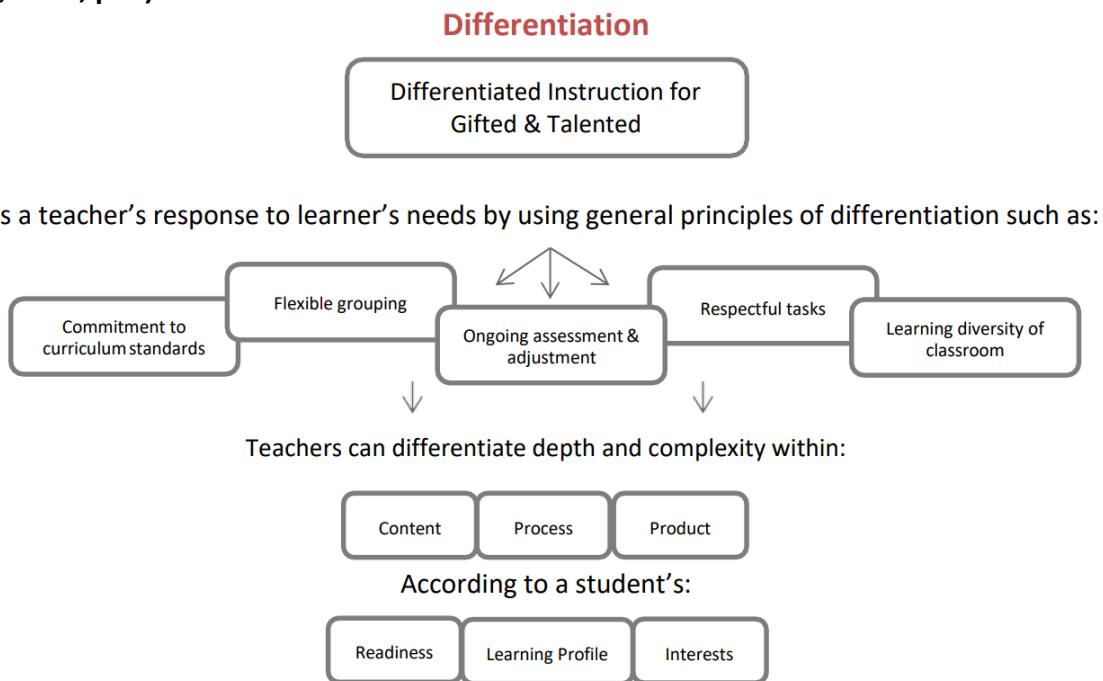 Differentiation
Differentiated Instruction for
Gifted & Talented
s a teacher's response to learner's needs by using general principles of differentiation such as:
Commitment to
curriculum standards
Flexible grouping
Ongoing assessment &
adjustment
Respectful tasks
Learning diversity of
classroom
Teachers can differentiate depth and complexity within:
Content
Process
Product
According to a student's:
Readiness
Learning Profile
Interests